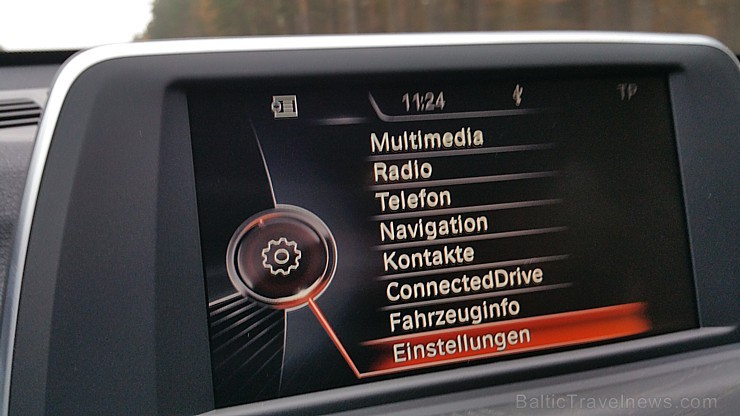 11:24 TP
Multimedia
Radio
Telefon
Navigation
Kontakte
ConnectedDrive
Fahrzeuginfo
Einstellungen
BalticTravelnews.com